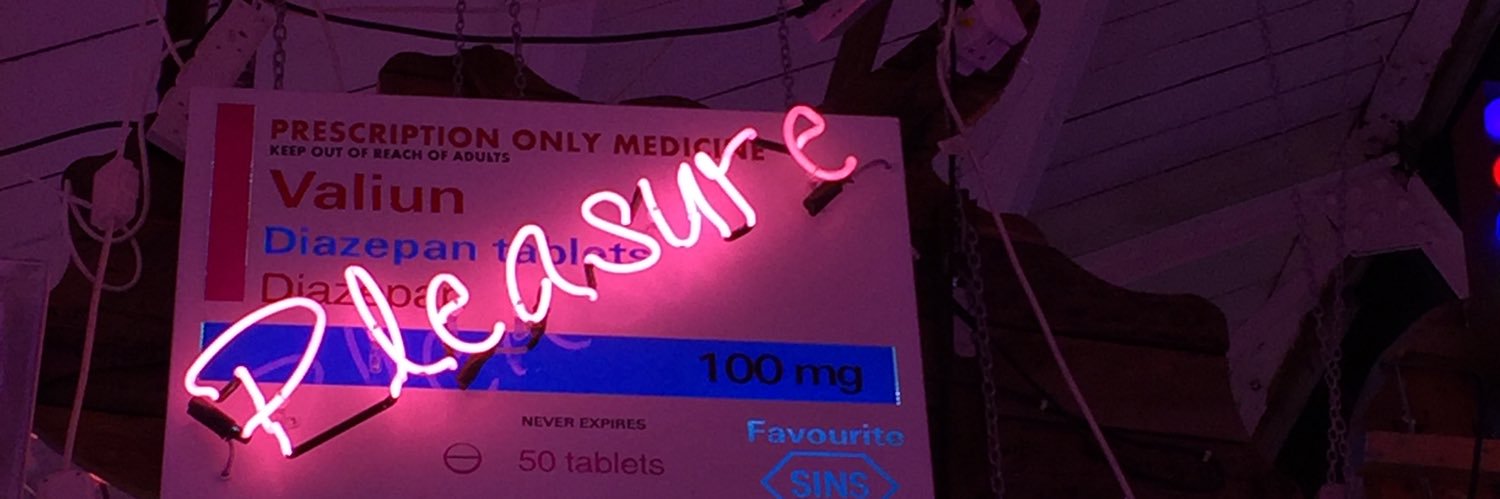 PRESCRIPTION ONLY MEDICINE
KEEP OUT OF REACH OF ADULTS
Valiun
Diazepan tablets
Diazepan
Pleasure
100 mg
NEVER EXPIRES
50 tablets
Favourite
SINS